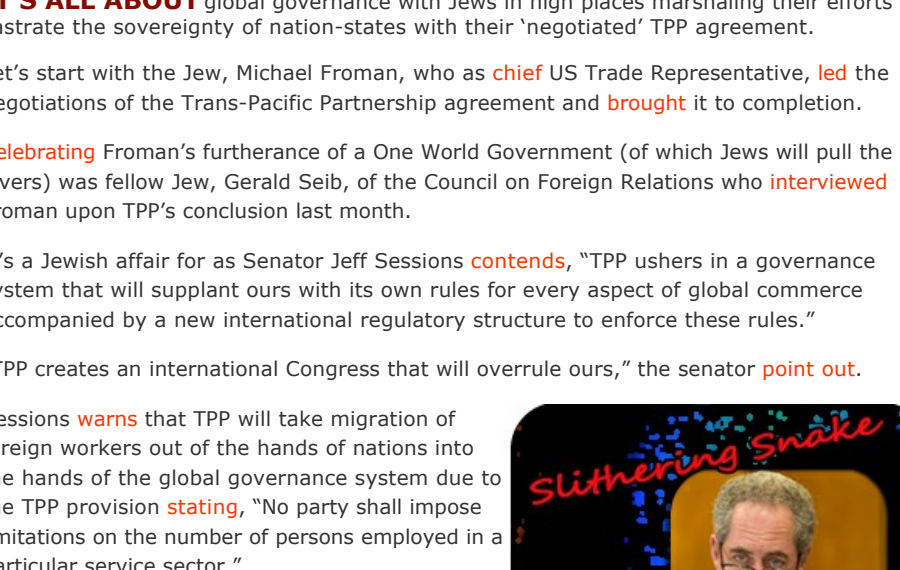 T'S ALL ABOUT global governance with Jews in high places marshaling their efforts
astrate the sovereignty of nation-states with their ‘negotiated’ TPP agreement.
et’s start with the Jew, Michael Froman, who as chief US Trade Representative, led the
egotiations of the Trans-Pacific Partnership agreement and brought it to completion.
elebrating Froman’s furtherance of a One World Government (of which Jews will pull the
vers) was fellow Jew, Gerald Seib, of the Council on Foreign Relations who interviewed
roman upon TPP’s conclusion last month.
’s a Jewish affair for as Senator Jeff Sessions contends, “TPP ushers in a governance
ystem that will supplant ours with its own rules for every aspect of global commerce
ccompanied by a new international regulatory structure to enforce these rules.”
TPP creates an international Congress that will overrule ours,” the senator point out.
essions warns that TPP will take migration of
reign workers out of the hands of nations into
e hands of the global governance system due to
e TPP provision stating, “No party shall impose
mitations on the number of persons employed in a
articular service sector.”
Slithering Snake